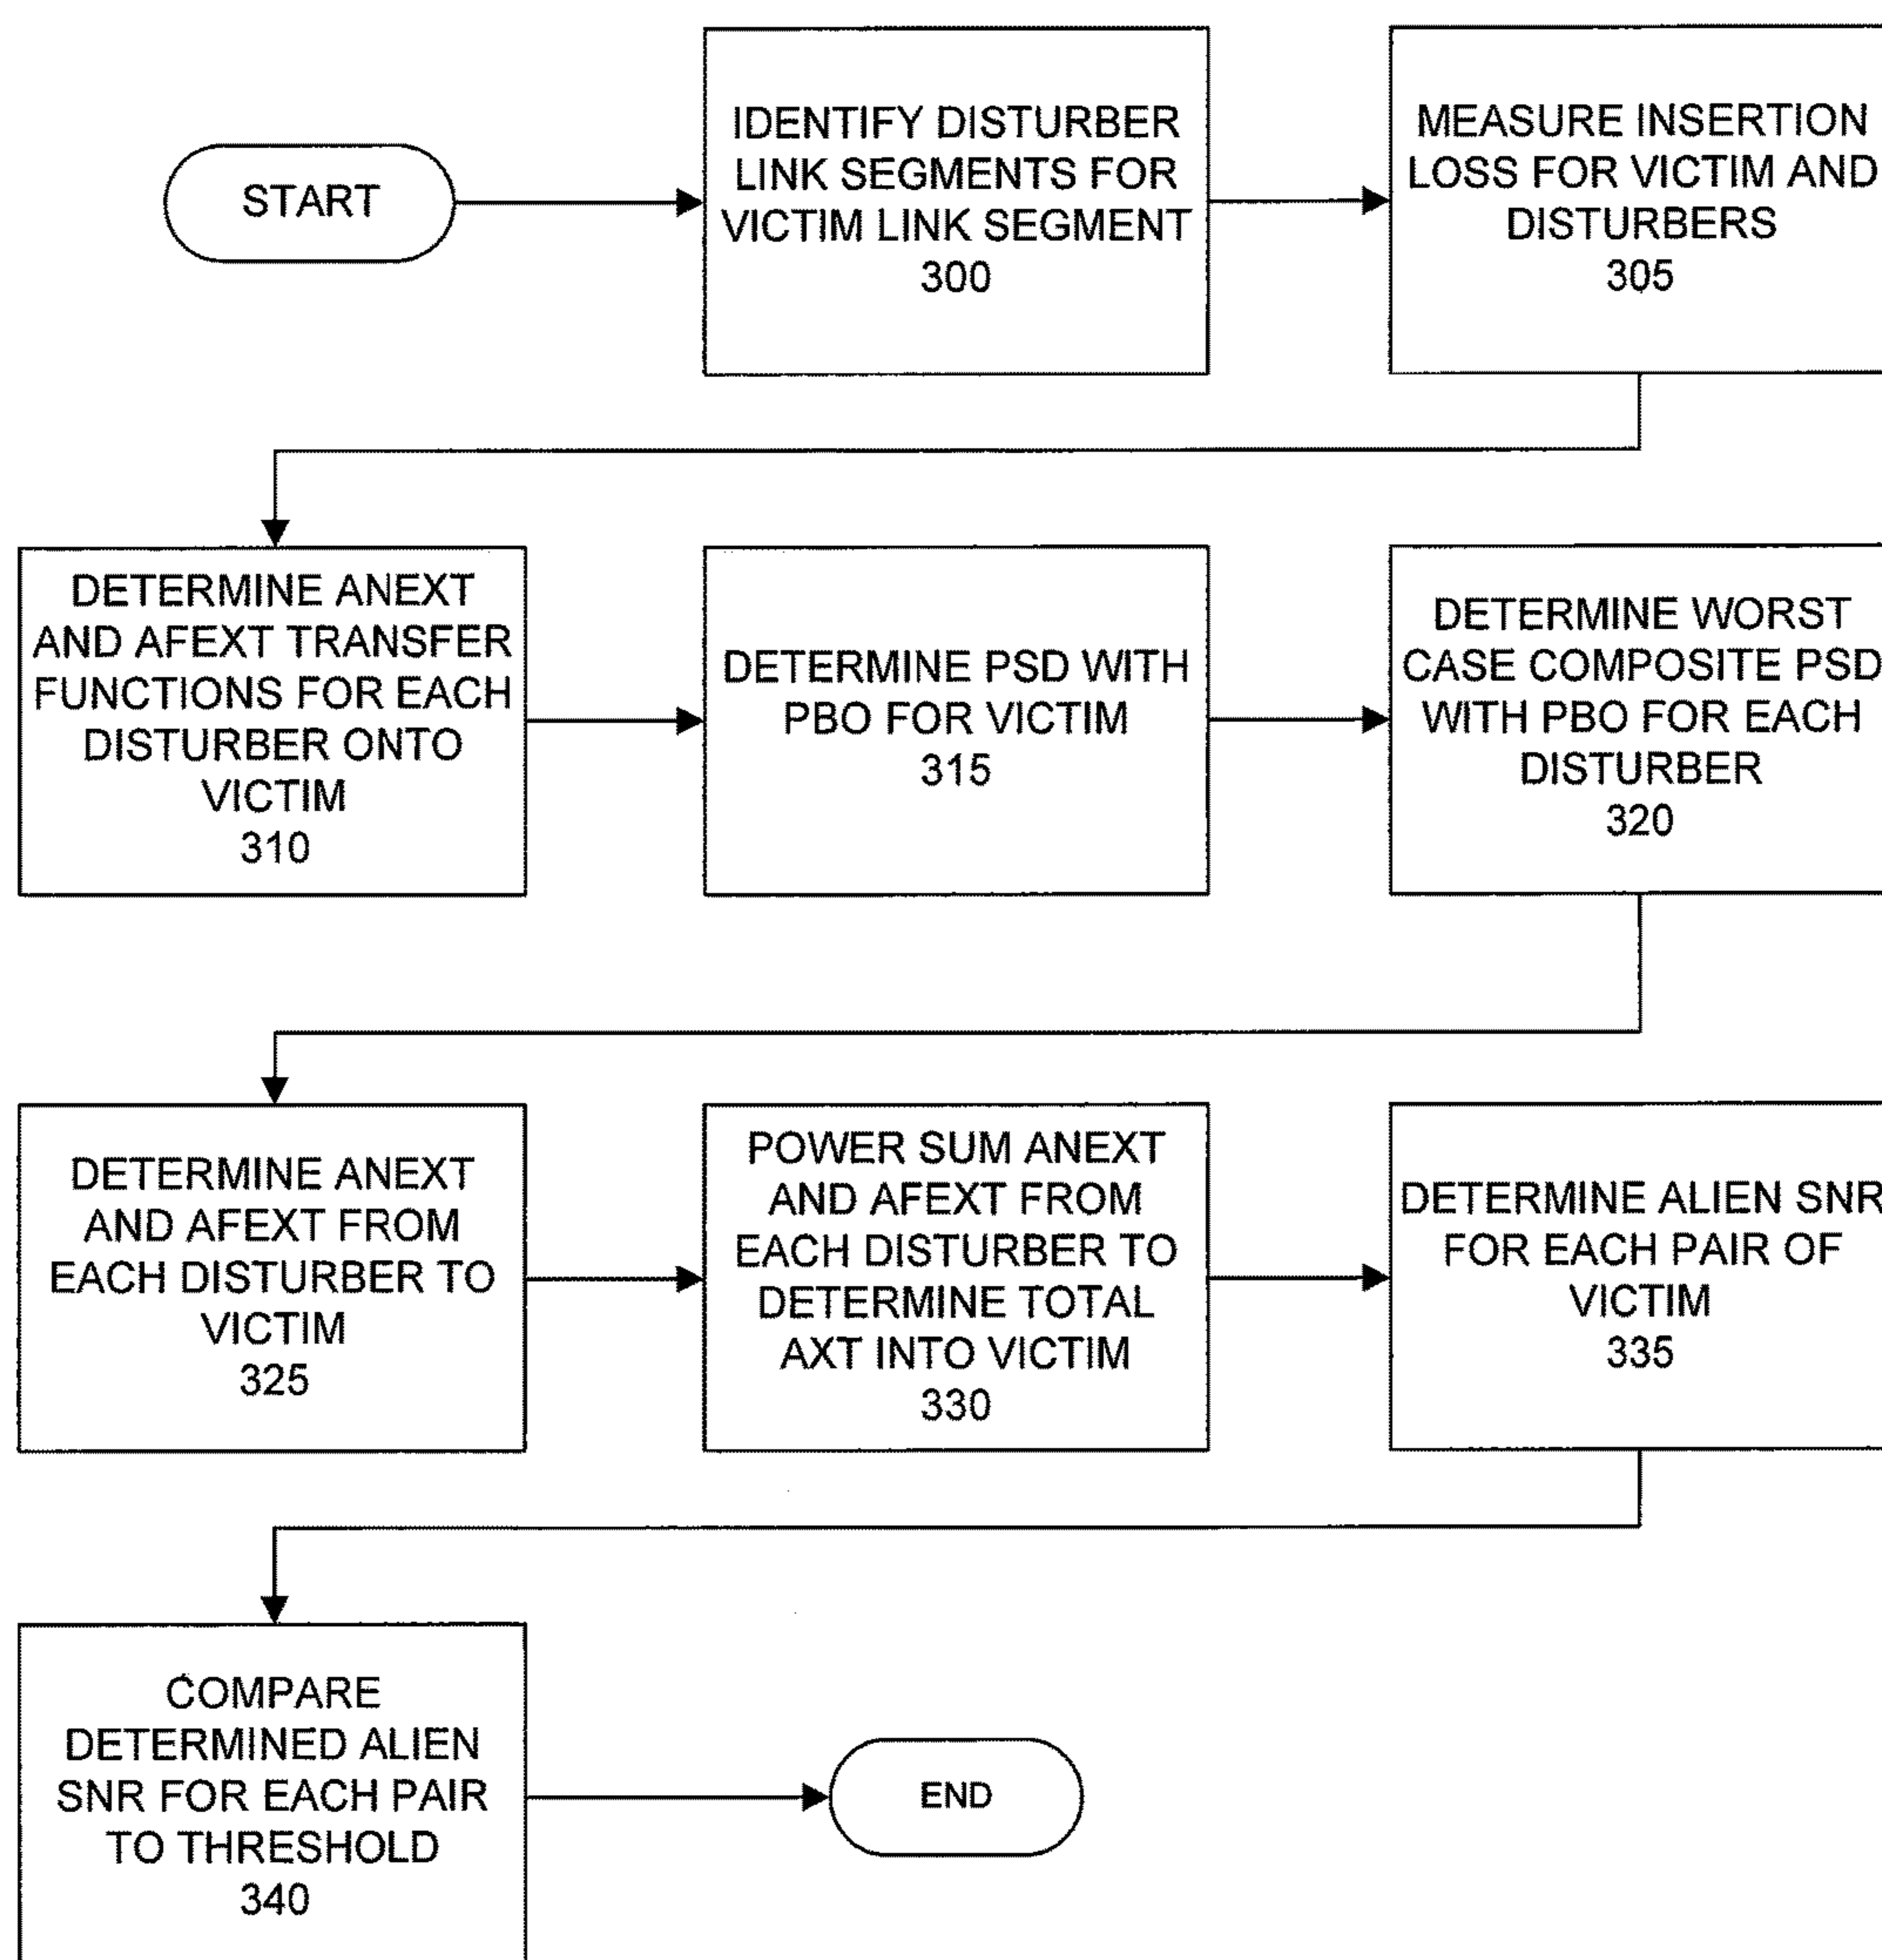 START
IDENTIFY DISTURBER
LINK SEGMENTS FOR
VICTIM LINK SEGMENT
300
MEASURE INSERTION
LOSS FOR VICTIM AND
DISTURBERS
305
DETERMINE ANEXT
AND AFEXT TRANSFER
FUNCTIONS FOR EACH
DISTURBER ONTO
VICTIM
310
DETERMINE PSD WITH
PBO FOR VICTIM
315
DETERMINE WORST
CASE COMPOSITE PSD
WITH PBO FOR EACH
DISTURBER
320
DETERMINE ANEXT
AND AFEXT FROM
EACH DISTURBER TO
VICTIM
325
POWER SUM ANEXT
AND AFEXT FROM
EACH DISTURBER TO
DETERMINE TOTAL
AXT INTO VICTIM
330
DETERMINE ALIEN SNR
FOR EACH PAIR OF
VICTIM
335
COMPARE
DETERMINED ALIEN
SNR FOR EACH PAIR
TO THRESHOLD
340
END